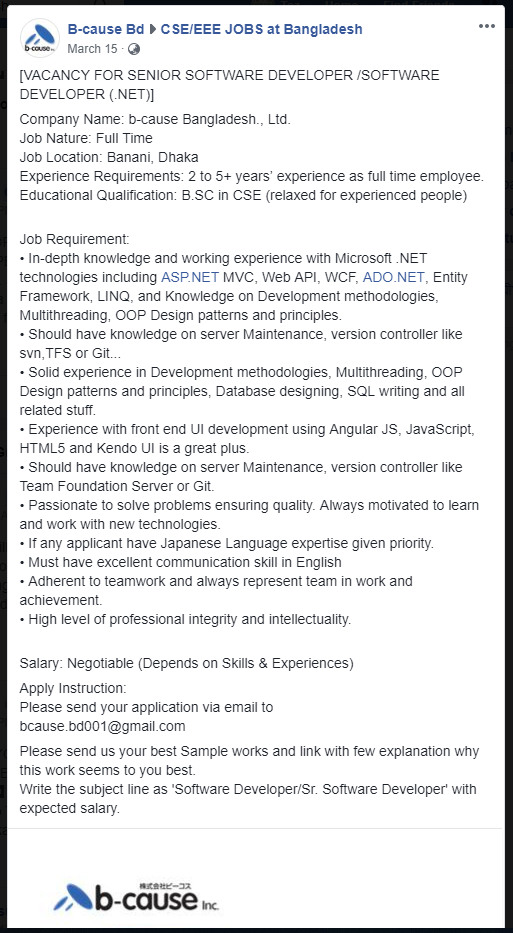 b-cause Inc.
B-cause Bd ▶ CSE/EEE JOBS at Bangladesh
March 15 ·
[VACANCY FOR SENIOR SOFTWARE DEVELOPER /SOFTWARE
DEVELOPER (.NET)]
Company Name: b-cause Bangladesh., Ltd.
Job Nature: Full Time
Job Location: Banani, Dhaka
Experience Requirements: 2 to 5+ years' experience as full time employee.
Educational Qualification: B.SC in CSE (relaxed for experienced people)
Job Requirement:
• In-depth knowledge and working experience with Microsoft .NET
technologies including ASP.NET MVC, Web API, WCF, ADO.NET, Entity
Framework, LINQ, and Knowledge on Development methodologies,
Multithreading, OOP Design patterns and principles.
• Should have knowledge on server Maintenance, version controller like
svn,TFS or Git...
• Solid experience in Development methodologies, Multithreading, OOP
Design patterns and principles, Database designing, SQL writing and all
related stuff.
• Experience with front end UI development using Angular JS, JavaScript,
HTML5 and Kendo UI is a great plus.
• Should have knowledge on server Maintenance, version controller like
Team Foundation Server or Git.
• Passionate to solve problems ensuring quality. Always motivated to learn
and work with new technologies.
• If any applicant have Japanese Language expertise given priority.
• Must have excellent communication skill in English
• Adherent to teamwork and always represent team in work and
achievement.
• High level of professional integrity and intellectuality.
Salary: Negotiable (Depends on Skills & Experiences)
Apply Instruction:
Please send your application via email to
bcause.bd001@gmail.com
Please send us your best Sample works and link with few explanation why
this work seems to you best.
Write the subject line as 'Software Developer/Sr. Software Developer' with
expected salary.
株式会社ビーコス
b-cause Inc.